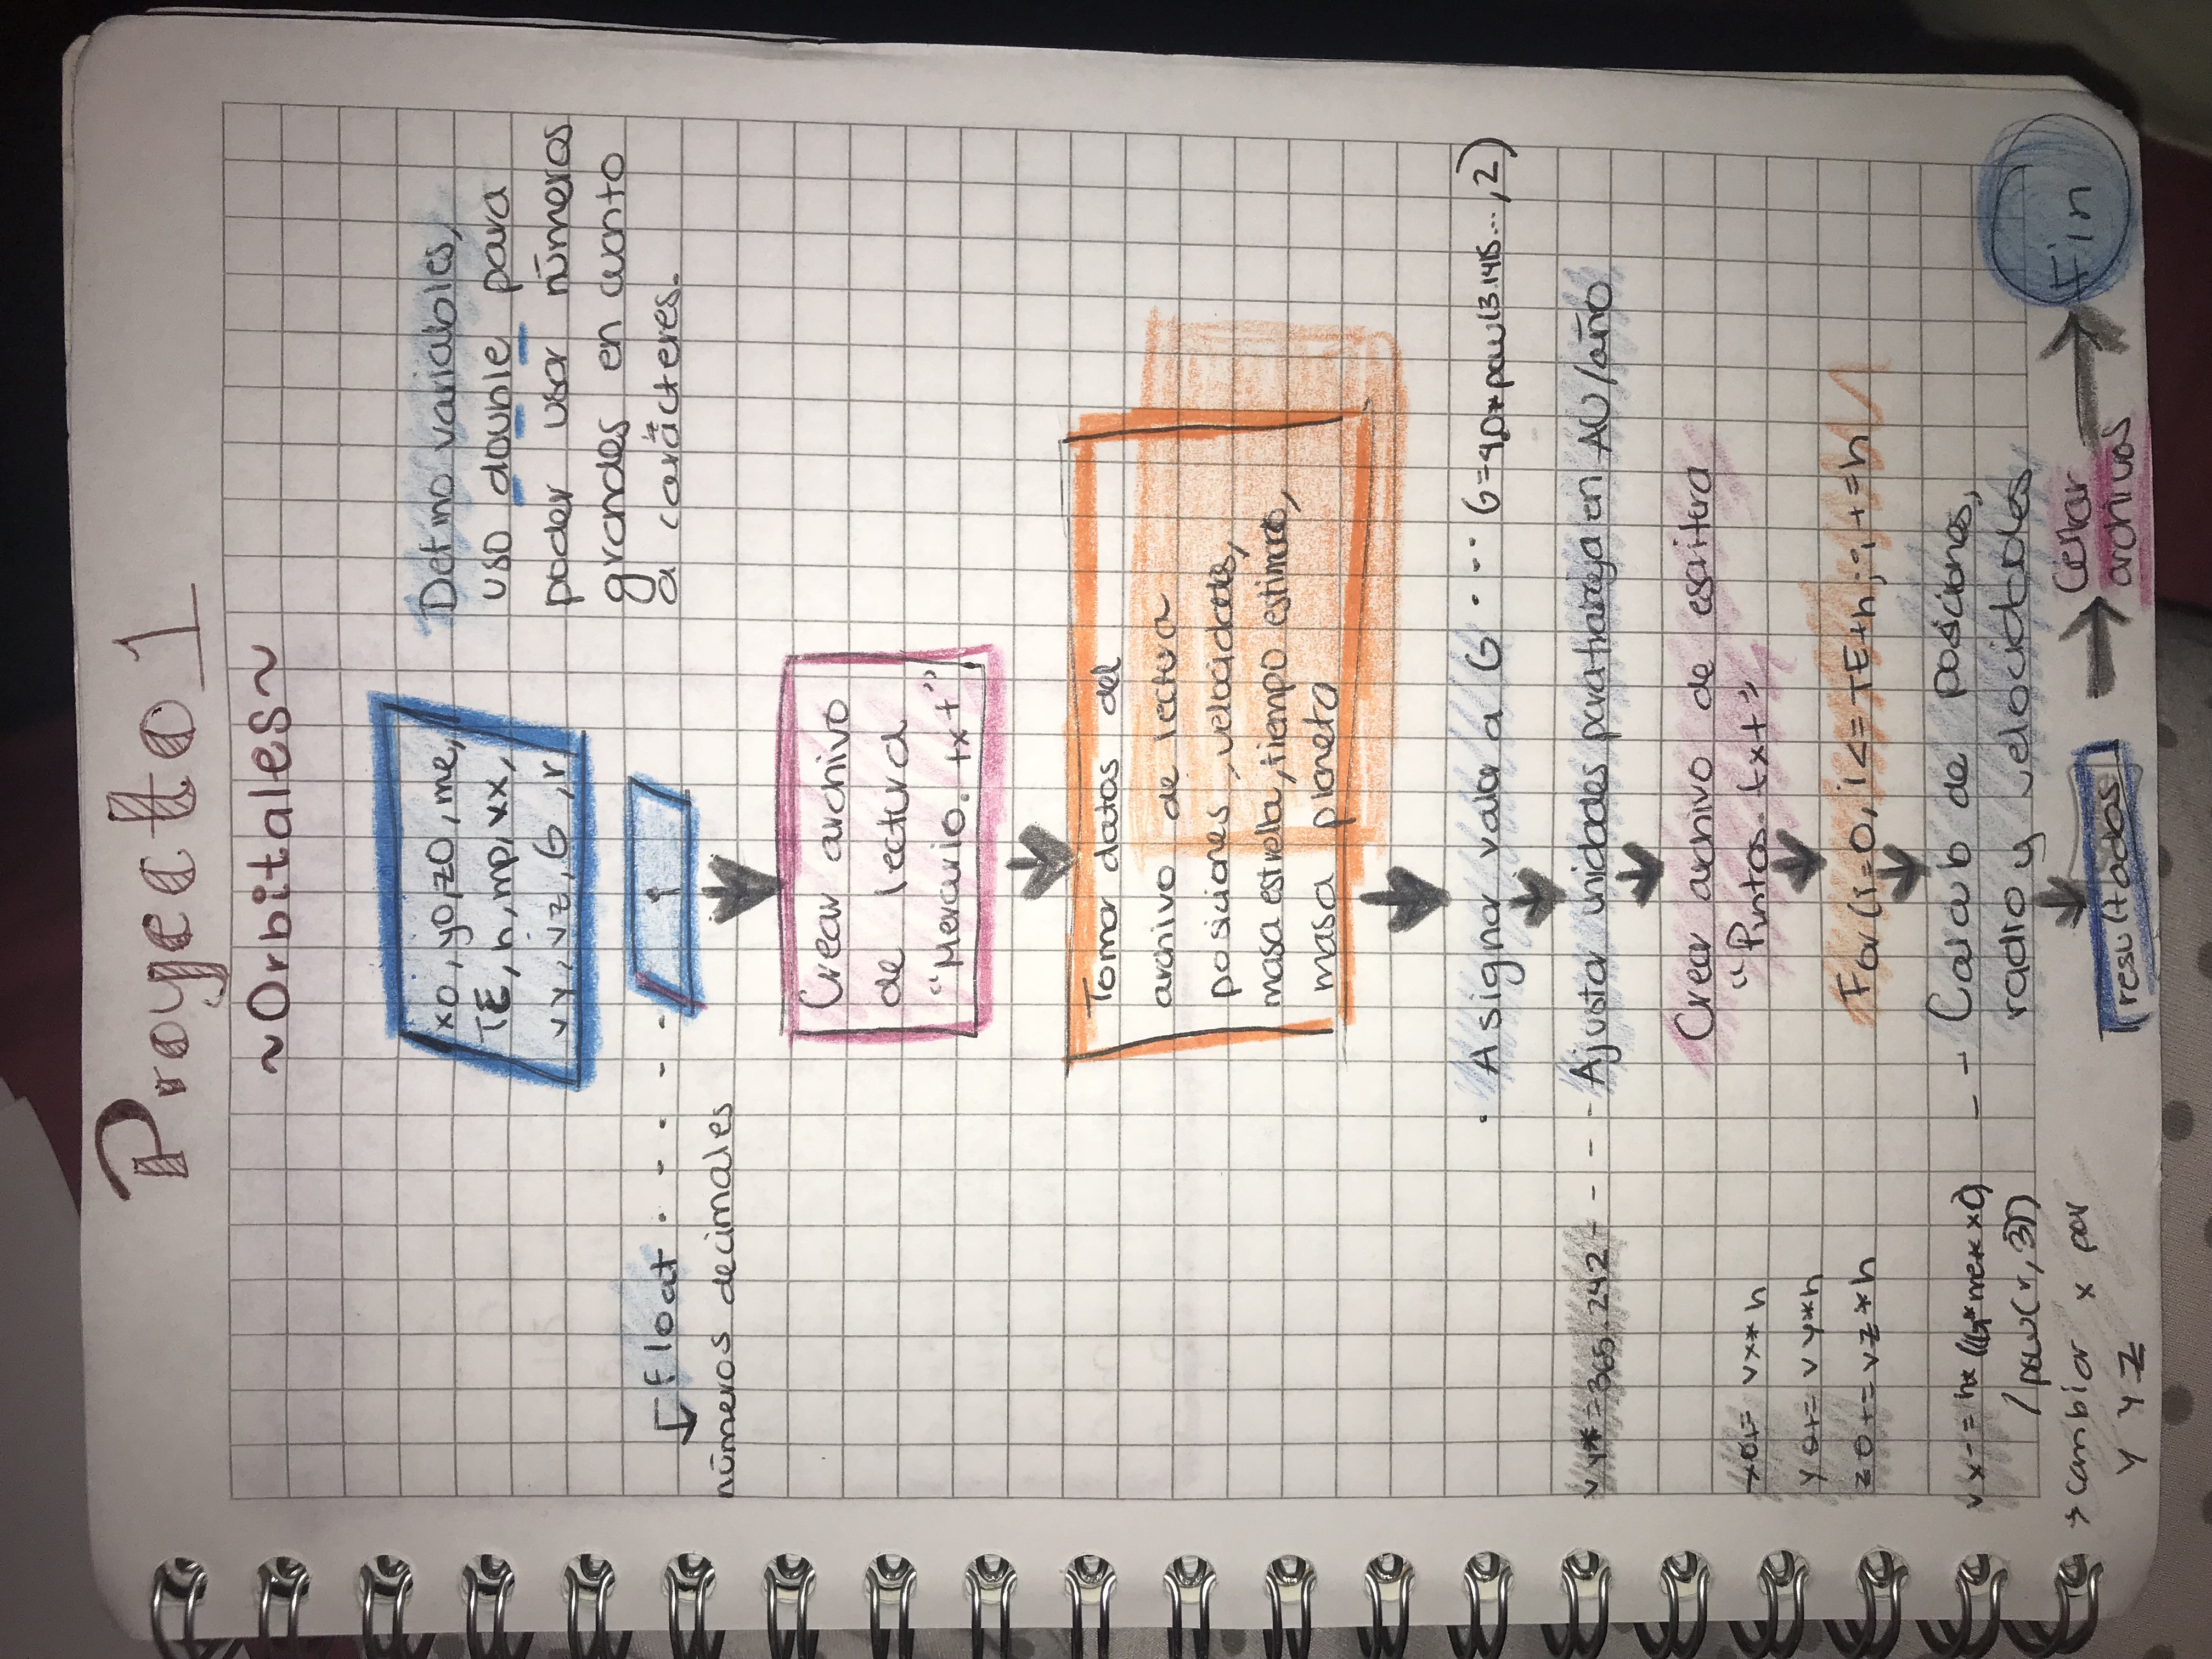 Proyecto 1
~Orbitales~
x0, y0, z0, me,
TE, h, mp, vx,
vy, vz, G, r
Defino variables,
uso double para
poder usar números
grandes en cuanto
a carácteres.
float
i
números decimales
Crear archivo
de lectura
"Mercurio.txt"
Tomar datos del
archivo de lectura
posiciones, velocidades,
masa estrella, tiempo estimado,
masa planeta
Asignar valor a G G=4.0*pow(3.1415...,2)
vy*=365.242 Ajustar unidades para trabajar en AU/año
Crear archivo de escritura
"Puntos.txt"
x0+= vx*h
y0+= vy*h
z0+= vz*h
For (i=0, i<=TE+h; i+=h
Calculo de posiciones,
radio y velocidades
vx-= h*((G*me*x0)
/pow(r,3))
→ cambiar x por
y y z
resultados
Cerrar
archivos
Fin